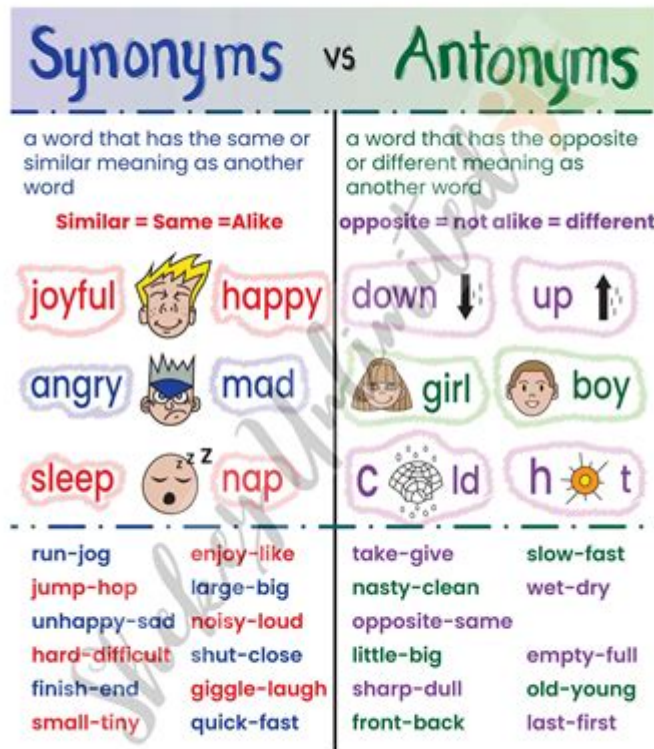 Synonyms vs Antonyms
a word that has the same or
similar meaning as another
word
Similar = Same =Alike
joyful happy
angry mad
sleep zzz nap
run-jog enjoy-like
jump-hop large-big
unhappy-sad noisy-loud
hard-difficult shut-close
finish-end giggle-laugh
small-tiny quick-fast
a word that has the opposite
or different meaning as
another word
opposite = not alike = different
down up
girl boy
c ld h t
take-give slow-fast
nasty-clean wet-dry
opposite-same
little-big empty-full
sharp-dull old-young
front-back last-first